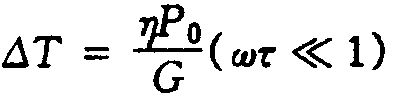 ΔT = ηP₀/G (ωτ ≪ 1)